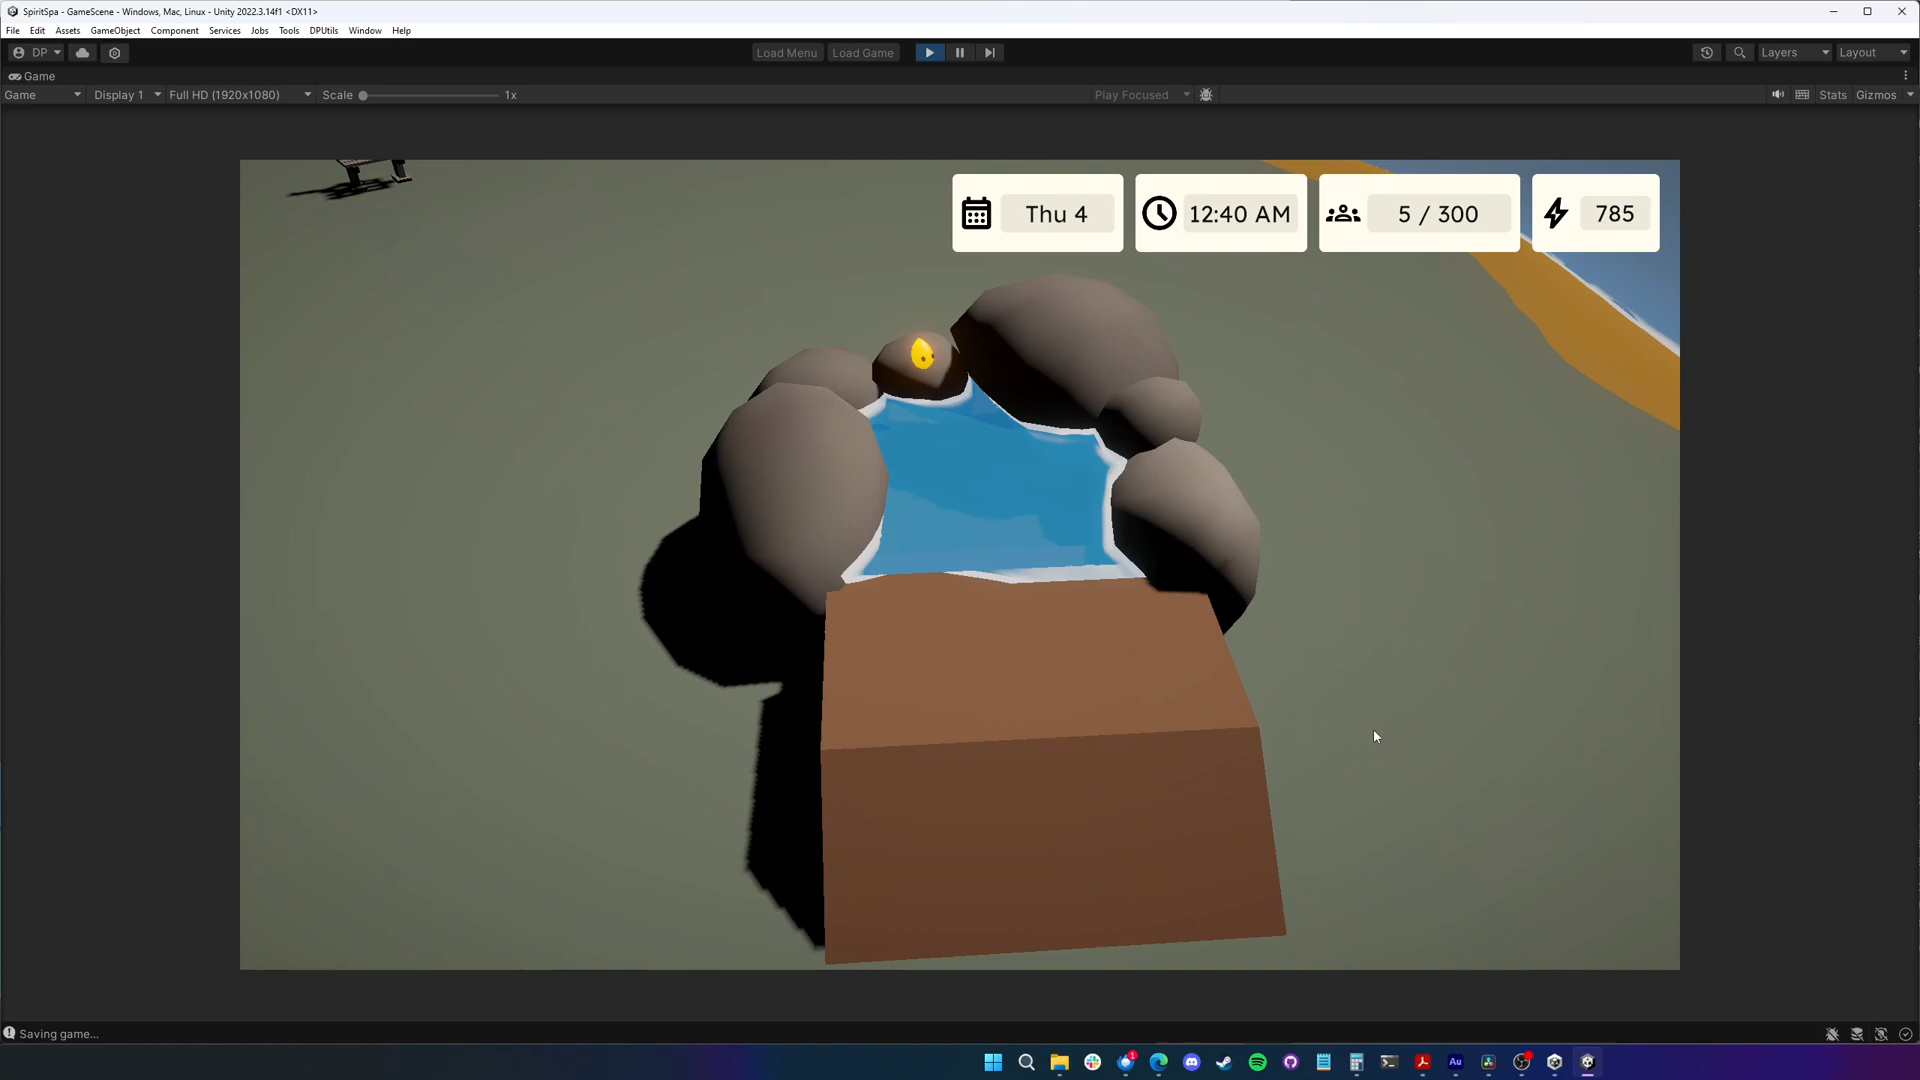 SpiritSpa - GameScene - Windows, Mac, Linux - Unity 2022.3.14f1 <DX11>
File Edit Assets GameObject Component Services Jobs Tools DPUtils Window Help
DP Load Menu Load Game Layers Layout
Game
Game Display 1 Full HD (1920x1080) Scale 1x Play Focused Stats Gizmos
Thu 4 12:40 AM 5 / 300 785
Saving game...
1 Au